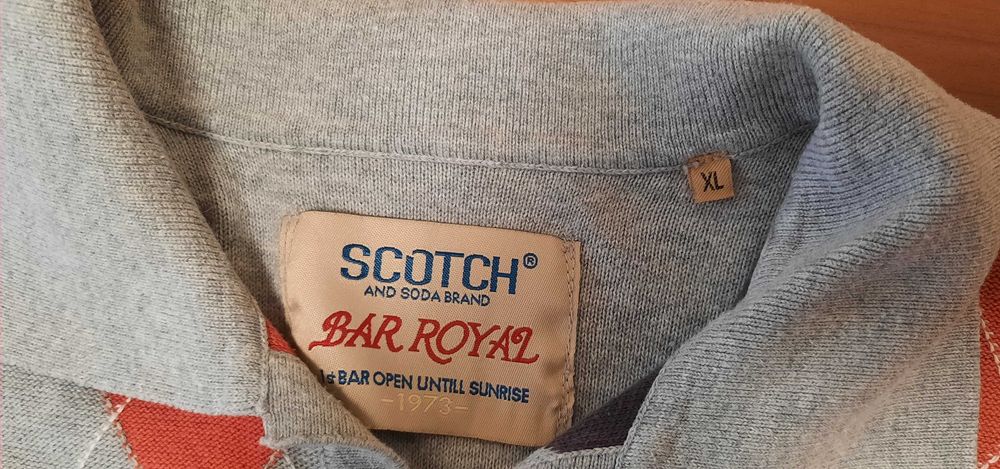 XL
SCOTCH®
AND SODA BRAND
BAR ROYAL
1st BAR OPEN UNTILL SUNRISE
-1973-